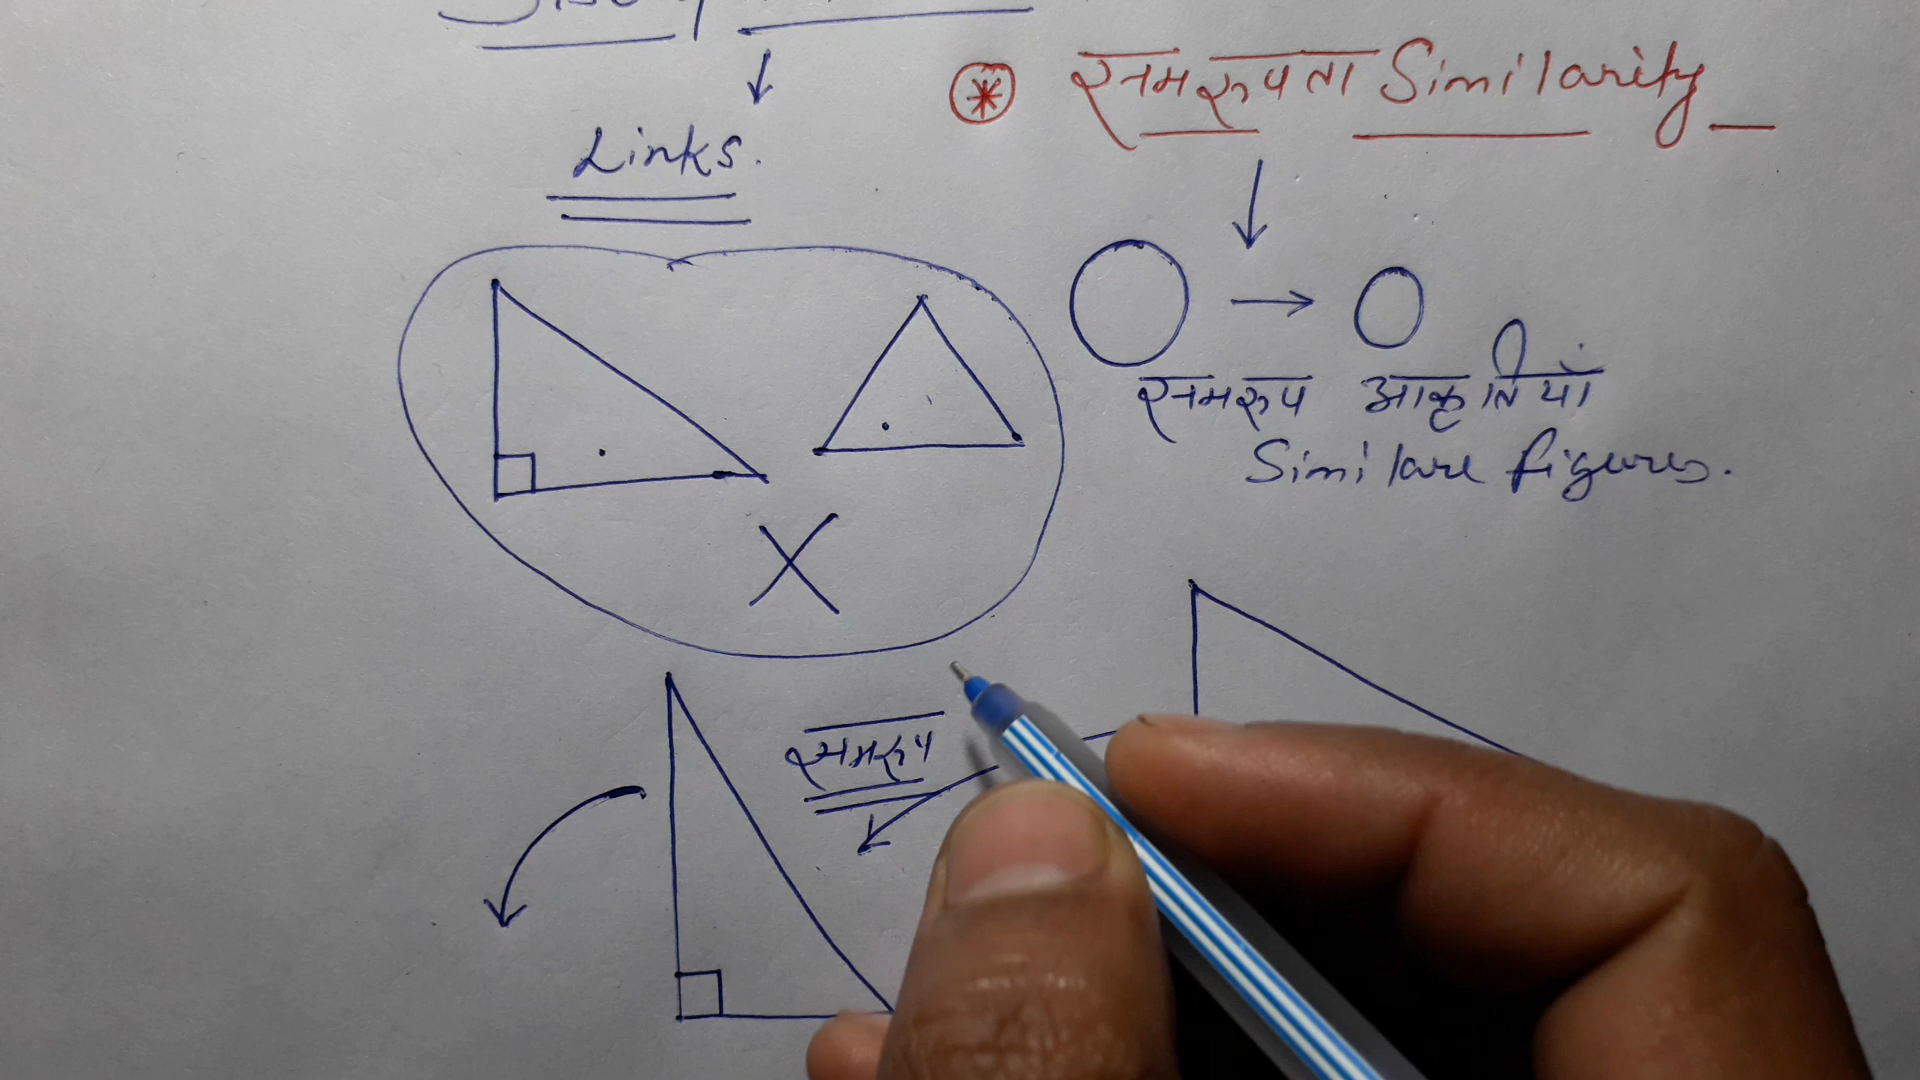 Links.
समरूपता Similarity
समरूप आकृतियां
Similare figures.
X
समरूप